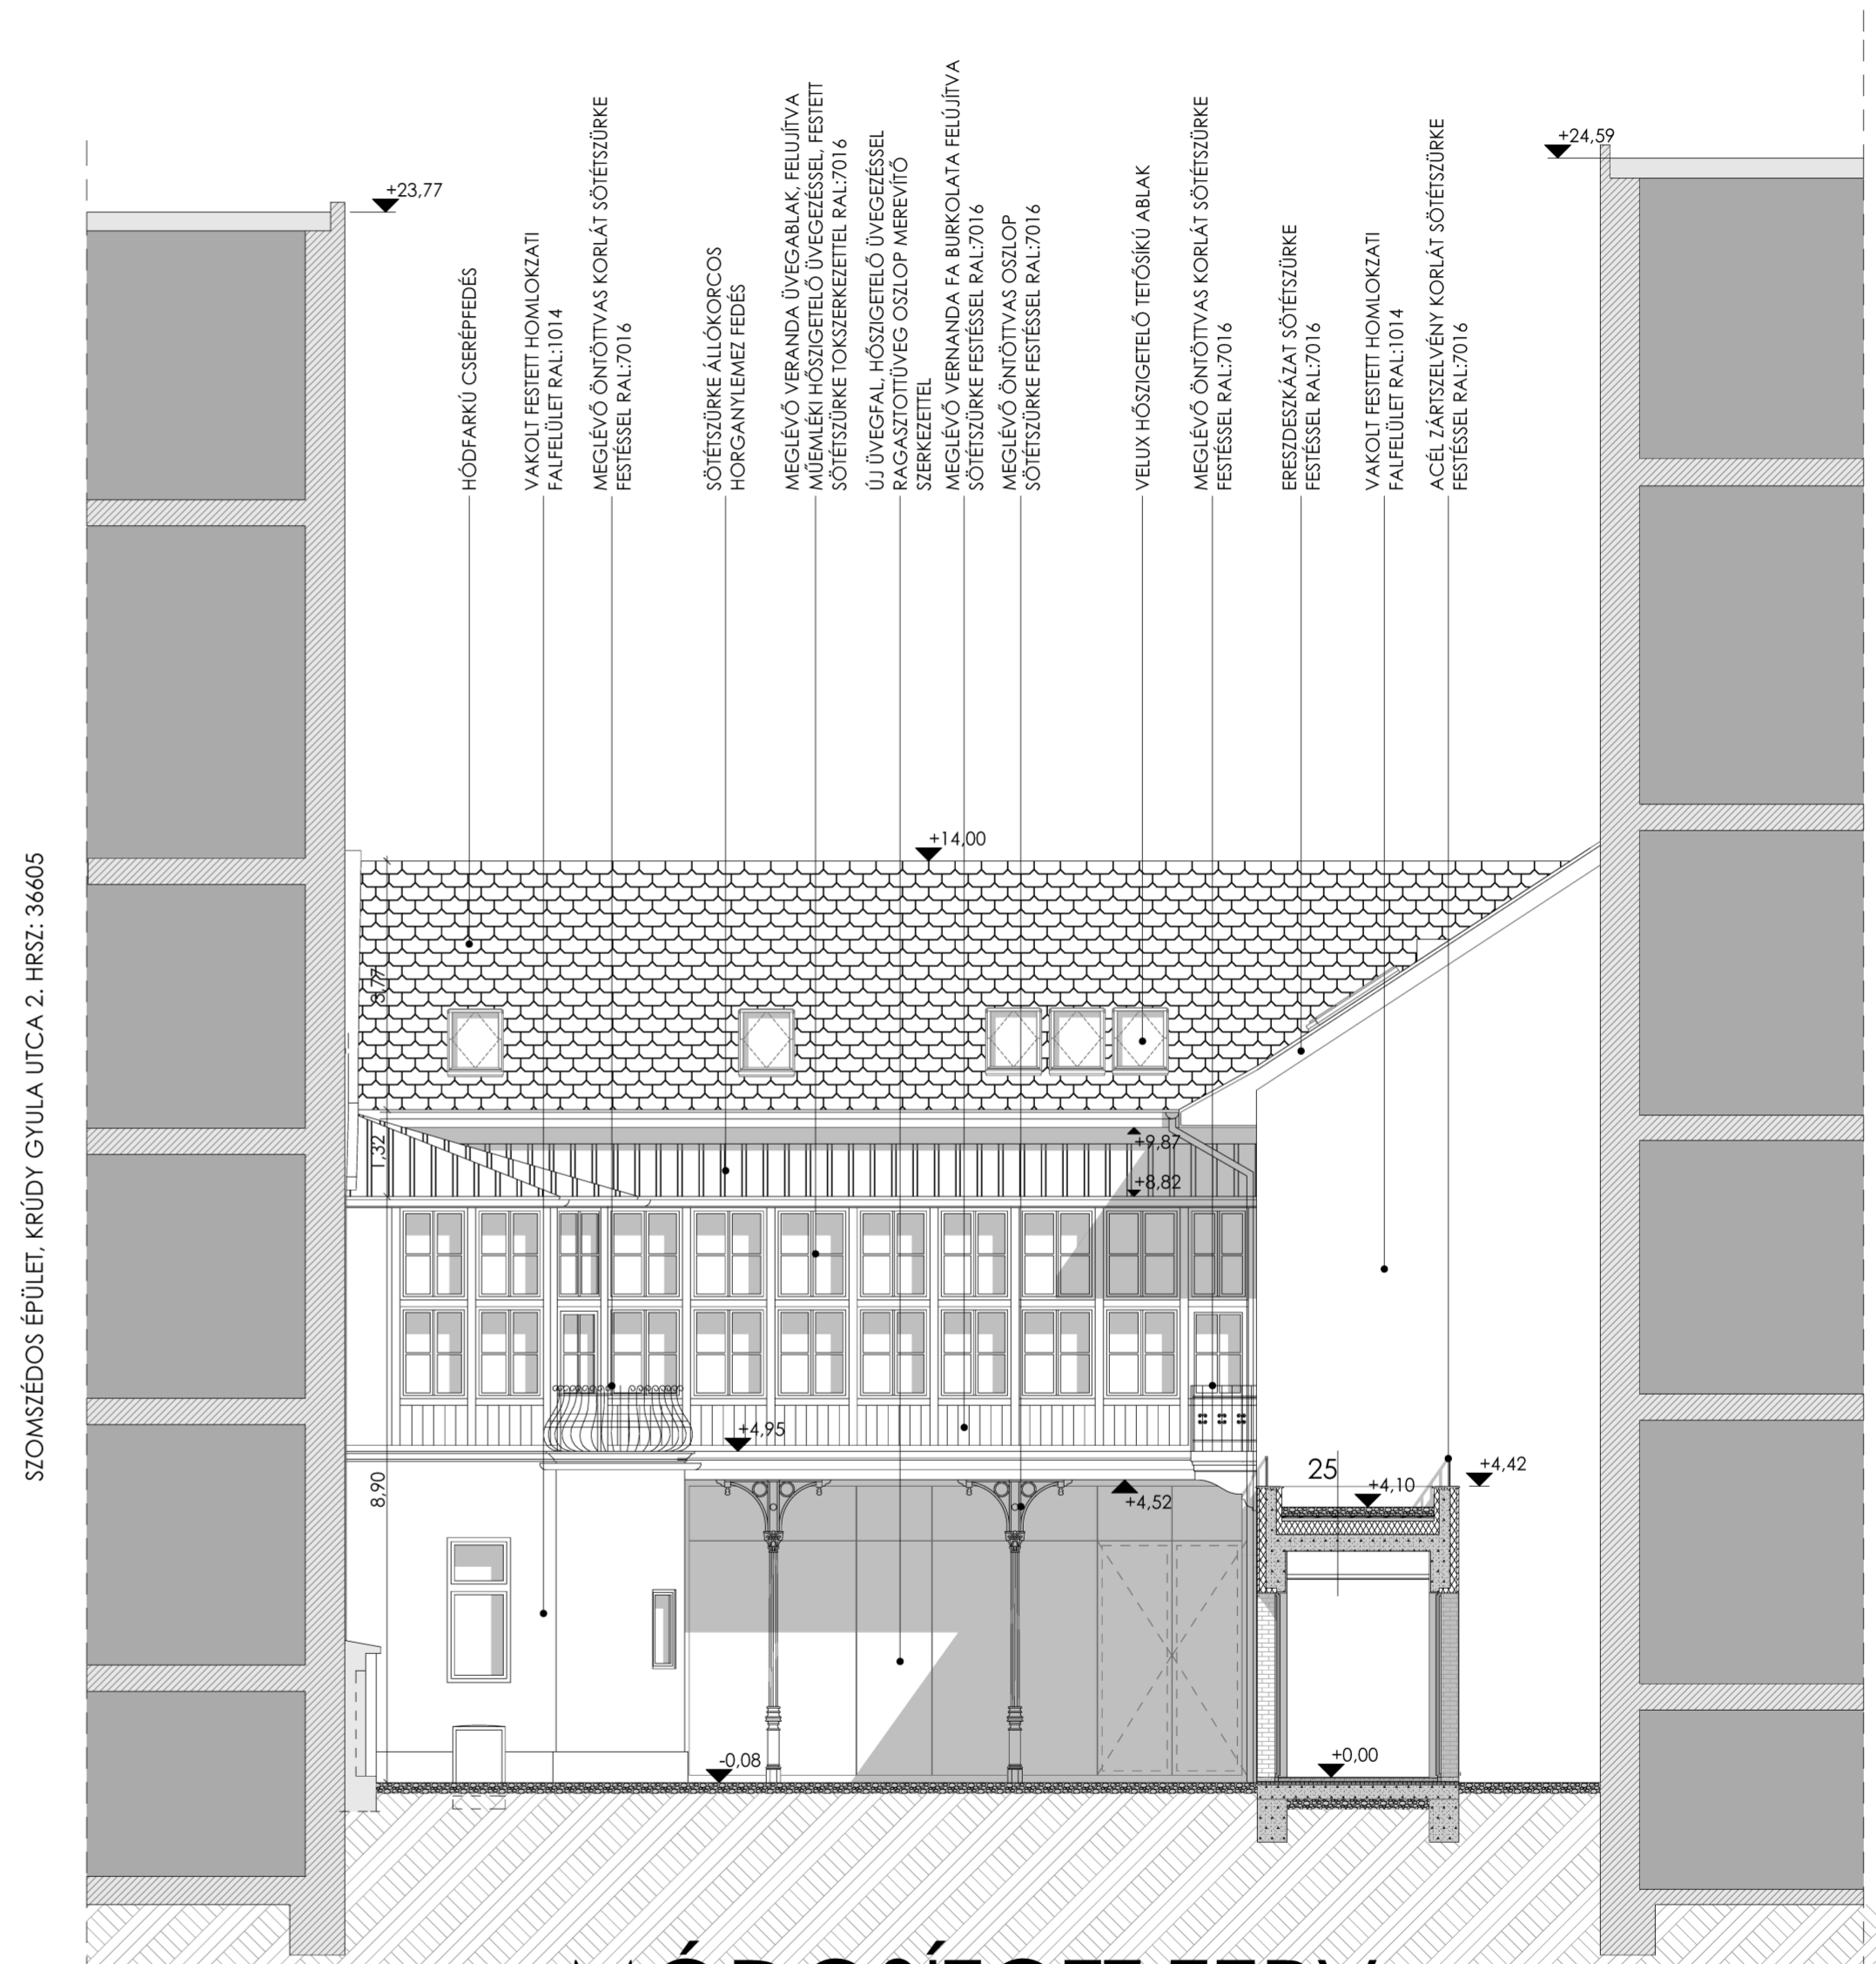 +24,59
+23,77
HÓDFARKÚ CSERÉPFEDÉS
VAKOLT FESTETT HOMLOKZATI
FALFELÜLET RAL:1014
MEGLÉVŐ ÖNTÖTTVAS KORLÁT SÖTÉTSZÜRKE
FESTÉSSEL RAL:7016
SÖTÉTSZÜRKE ÁLLÓKORCOS
HORGANYLEMEZ FEDÉS
MEGLÉVŐ VERANDA ÜVEGABLAK, FELUJÍTVA
MŰEMLÉKI HŐSZIGETELŐ ÜVEGEZÉSSEL, FESTETT
SÖTÉTSZÜRKE TOKSZERKEZETTEL RAL:7016
ÚJ ÜVEGFAL, HŐSZIGETELŐ ÜVEGEZÉSSEL
RAGASZTOTTÜVEG OSZLOP MEREVÍTŐ
SZERKEZETTEL
MEGLÉVŐ VERNANDA FA BURKOLATA FELÚJÍTVA
SÖTÉTSZÜRKE FESTÉSSEL RAL:7016
MEGLÉVŐ ÖNTÖTTVAS OSZLOP
SÖTÉTSZÜRKE FESTÉSSEL RAL:7016
VELUX HŐSZIGETELŐ TETŐSÍKÚ ABLAK
MEGLÉVŐ ÖNTÖTTVAS KORLÁT SÖTÉTSZÜRKE
FESTÉSSEL RAL:7016
ERESZDESZKÁZAT SÖTÉTSZÜRKE
FESTÉSSEL RAL:7016
VAKOLT FESTETT HOMLOKZATI
FALFELÜLET RAL:1014
ACÉL ZÁRTSZELVÉNY KORLÁT SÖTÉTSZÜRKE
FESTÉSSEL RAL:7016
SZOMSZÉDOS ÉPÜLET, KRÚDY GYULA UTCA 2. HRSZ: 36605
+14,00
3,77
1,32
+9,87
+8,82
+4,95
8,90
+4,52
25
+4,10
+4,42
-0,08
+0,00